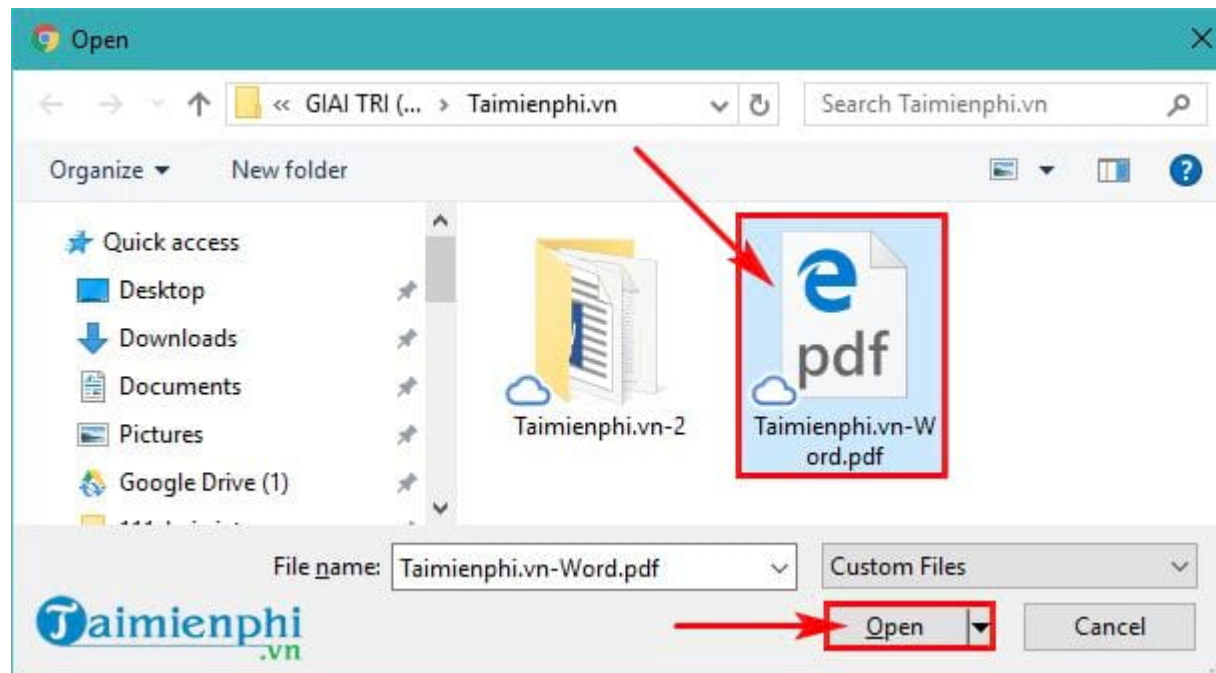 Open
« GIAI TRI (... > Taimienphi.vn
Search Taimienphi.vn
Organize
New folder
Quick access
Desktop
Downloads
Documents
Pictures
Google Drive (1)
Taimienphi.vn-2
e
pdf
Taimienphi.vn-W
ord.pdf
File name: Taimienphi.vn-Word.pdf
Custom Files
Open
Cancel
Taimienphi
.vn